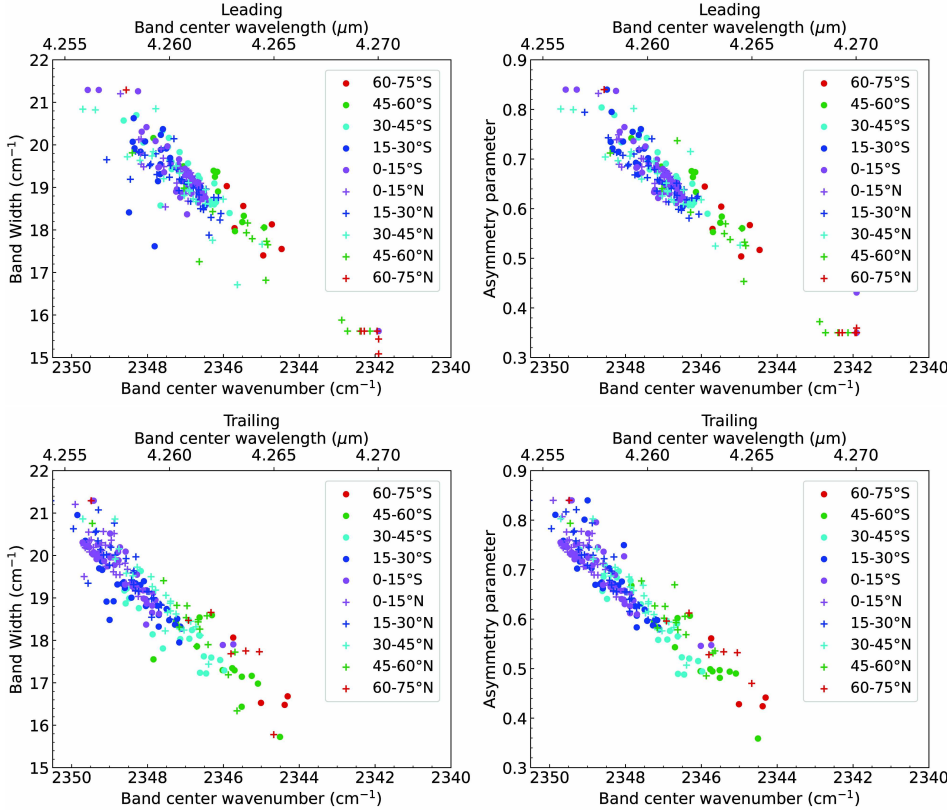 Leading
Band center wavelength (μm)
4.255 4.260 4.265 4.270
22
21
20
19
18
17
16
15
Band Width (cm⁻¹)
60-75°S
45-60°S
30-45°S
15-30°S
0-15°S
0-15°N
15-30°N
30-45°N
45-60°N
60-75°N
2350 2348 2346 2344 2342 2340
Band center wavenumber (cm⁻¹)
Leading
Band center wavelength (μm)
4.255 4.260 4.265 4.270
0.9
0.8
0.7
0.6
0.5
0.4
0.3
Asymmetry parameter
60-75°S
45-60°S
30-45°S
15-30°S
0-15°S
0-15°N
15-30°N
30-45°N
45-60°N
60-75°N
2350 2348 2346 2344 2342 2340
Band center wavenumber (cm⁻¹)
Trailing
Band center wavelength (μm)
4.255 4.260 4.265 4.270
22
21
20
19
18
17
16
15
Band Width (cm⁻¹)
60-75°S
45-60°S
30-45°S
15-30°S
0-15°S
0-15°N
15-30°N
30-45°N
45-60°N
60-75°N
2350 2348 2346 2344 2342 2340
Band center wavenumber (cm⁻¹)
Trailing
Band center wavelength (μm)
4.255 4.260 4.265 4.270
0.9
0.8
0.7
0.6
0.5
0.4
0.3
Asymmetry parameter
60-75°S
45-60°S
30-45°S
15-30°S
0-15°S
0-15°N
15-30°N
30-45°N
45-60°N
60-75°N
2350 2348 2346 2344 2342 2340
Band center wavenumber (cm⁻¹)